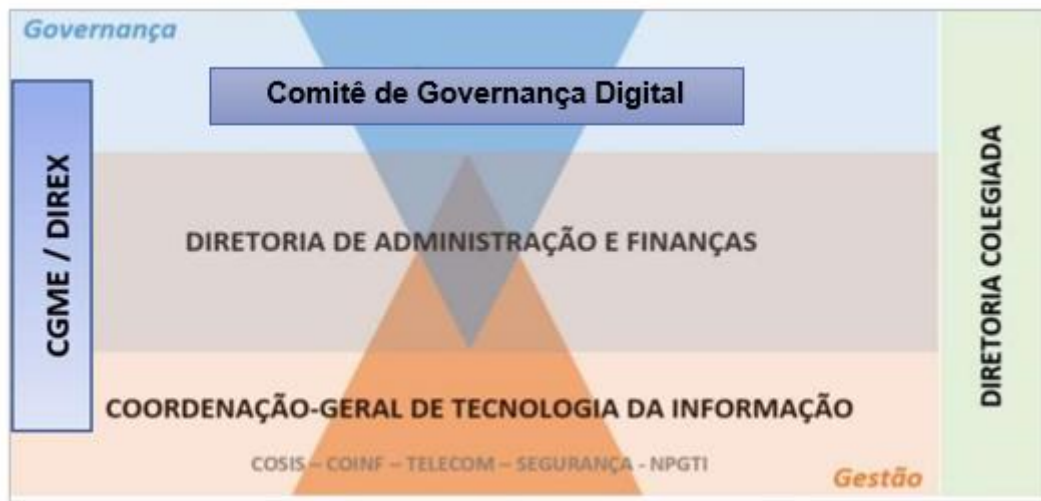 Governança
Comitê de Governança Digital
CGME / DIREX
DIRETORIA DE ADMINISTRAÇÃO E FINANÇAS
DIRETORIA COLEGIADA
COORDENAÇÃO-GERAL DE TECNOLOGIA DA INFORMAÇÃO
COSIS – COINF – TELECOM – SEGURANÇA - NPGTI
Gestão